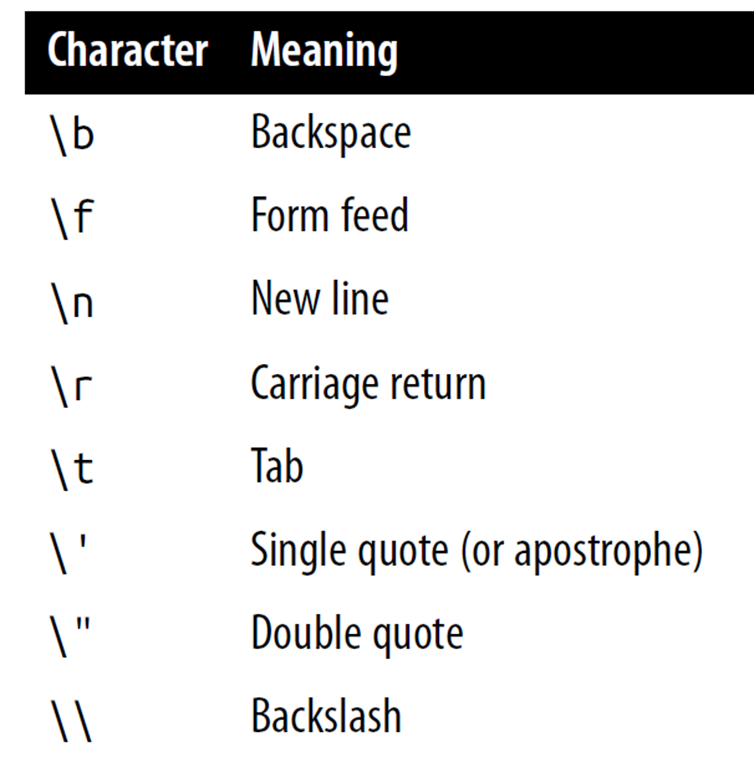 Character Meaning
\b Backspace
\f Form feed
\n New line
\r Carriage return
\t Tab
\' Single quote (or apostrophe)
\" Double quote
\\ Backslash